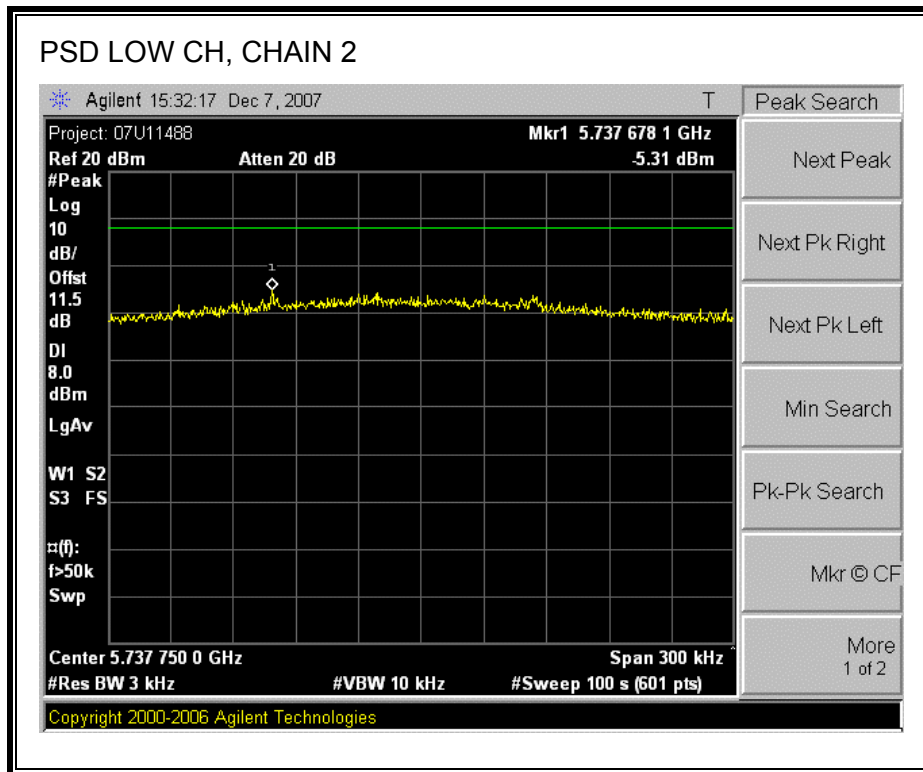 PSD LOW CH, CHAIN 2
Agilent 15:32:17 Dec 7, 2007 T
Peak Search
Project: 07U11488 Mkr1 5.737 678 1 GHz
Ref 20 dBm Atten 20 dB -5.31 dBm
#Peak
Log
10
dB/
Offst
11.5
dB
DI
8.0
dBm
LgAv
W1 S2
S3 FS
¤(f):
f>50k
Swp
1
Center 5.737 750 0 GHz Span 300 kHz ^
#Res BW 3 kHz #VBW 10 kHz #Sweep 100 s (601 pts)
Copyright 2000-2006 Agilent Technologies
Next Peak
Next Pk Right
Next Pk Left
Min Search
Pk-Pk Search
Mkr © CF
More
1 of 2